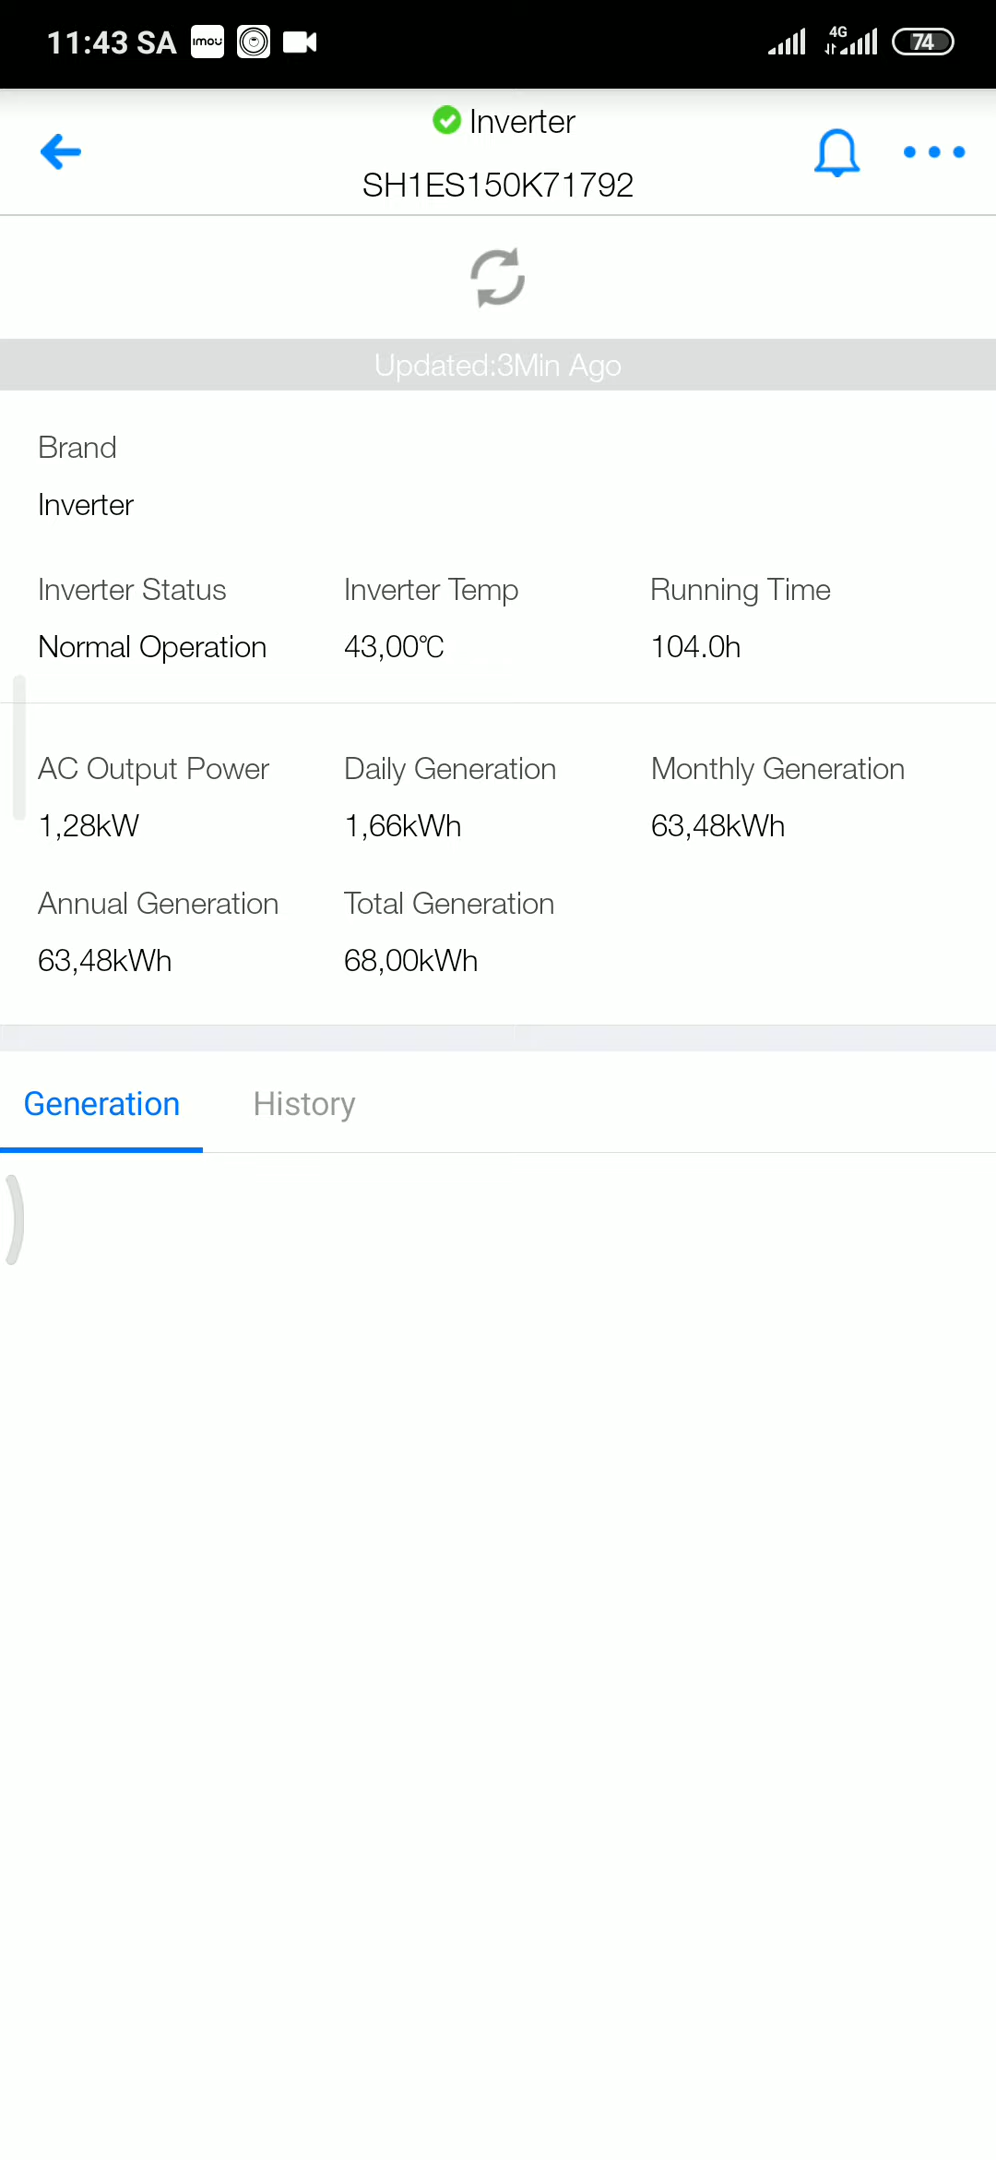 11:43 SA imou 4G 74
Inverter
SH1ES150K71792
Updated:3Min Ago
Brand
Inverter
Inverter Status Inverter Temp Running Time
Normal Operation 43,00℃ 104.0h
AC Output Power Daily Generation Monthly Generation
1,28kW 1,66kWh 63,48kWh
Annual Generation Total Generation
63,48kWh 68,00kWh
Generation History